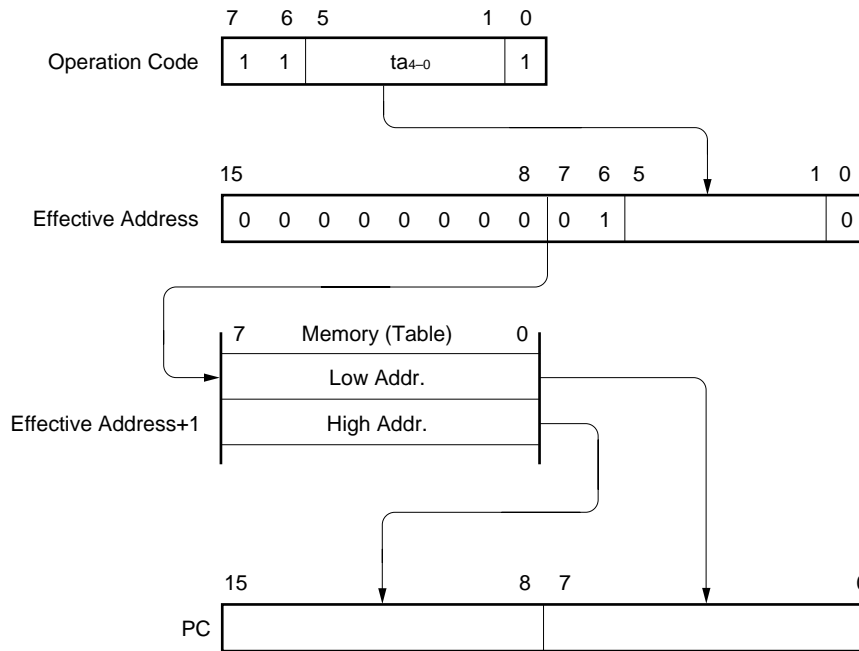 7 6 5 1 0
Operation Code 1 1 ta4–0 1
15 8 7 6 5 1 0
Effective Address 0 0 0 0 0 0 0 0 0 1 0
7 Memory (Table) 0
Low Addr.
Effective Address+1 High Addr.
15 8 7
PC